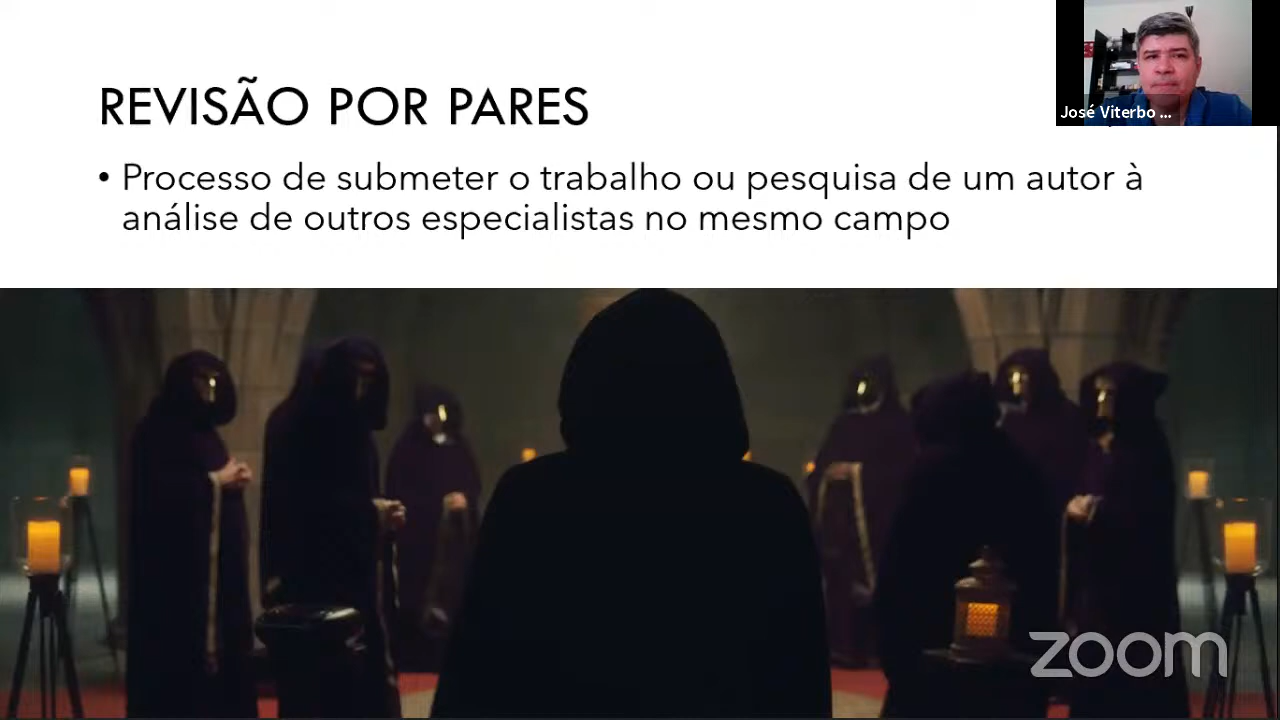 REVISÃO POR PARES
José Viterbo ...
• Processo de submeter o trabalho ou pesquisa de um autor à
análise de outros especialistas no mesmo campo
zoom